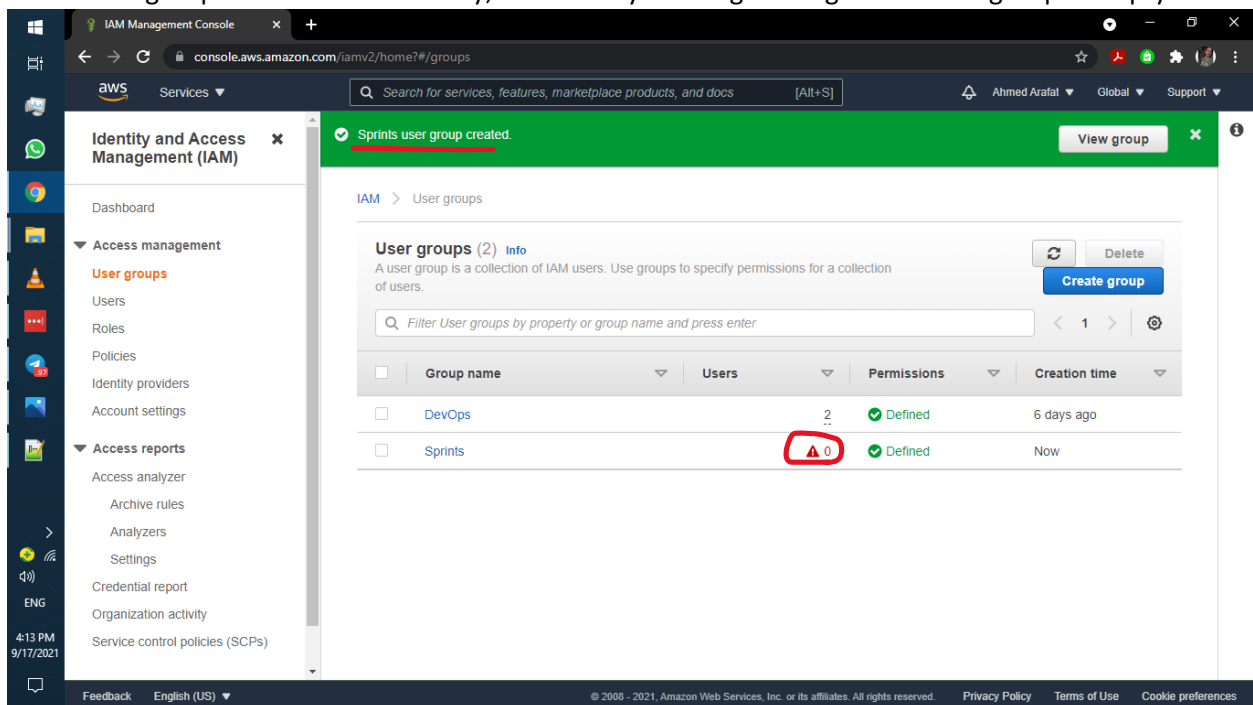 IAM Management Console
console.aws.amazon.com/iamv2/home?#/groups
aws Services Search for services, features, marketplace products, and docs [Alt+S] Ahmed Arafat Global Support
Identity and Access
Management (IAM)
Dashboard
Access management
User groups
Users
Roles
Policies
Identity providers
Account settings
Access reports
Access analyzer
Archive rules
Analyzers
Settings
Credential report
Organization activity
Service control policies (SCPs)
Sprints user group created.
View group
IAM > User groups
User groups (2) Info
A user group is a collection of IAM users. Use groups to specify permissions for a collection
of users.
Delete
Create group
Filter User groups by property or group name and press enter
1
Group name Users Permissions Creation time
DevOps 2 Defined 6 days ago
Sprints 0 Defined Now
97
ENG
4:13 PM
9/17/2021
Feedback English (US) © 2008 - 2021, Amazon Web Services, Inc. or its affiliates. All rights reserved. Privacy Policy Terms of Use Cookie preferences